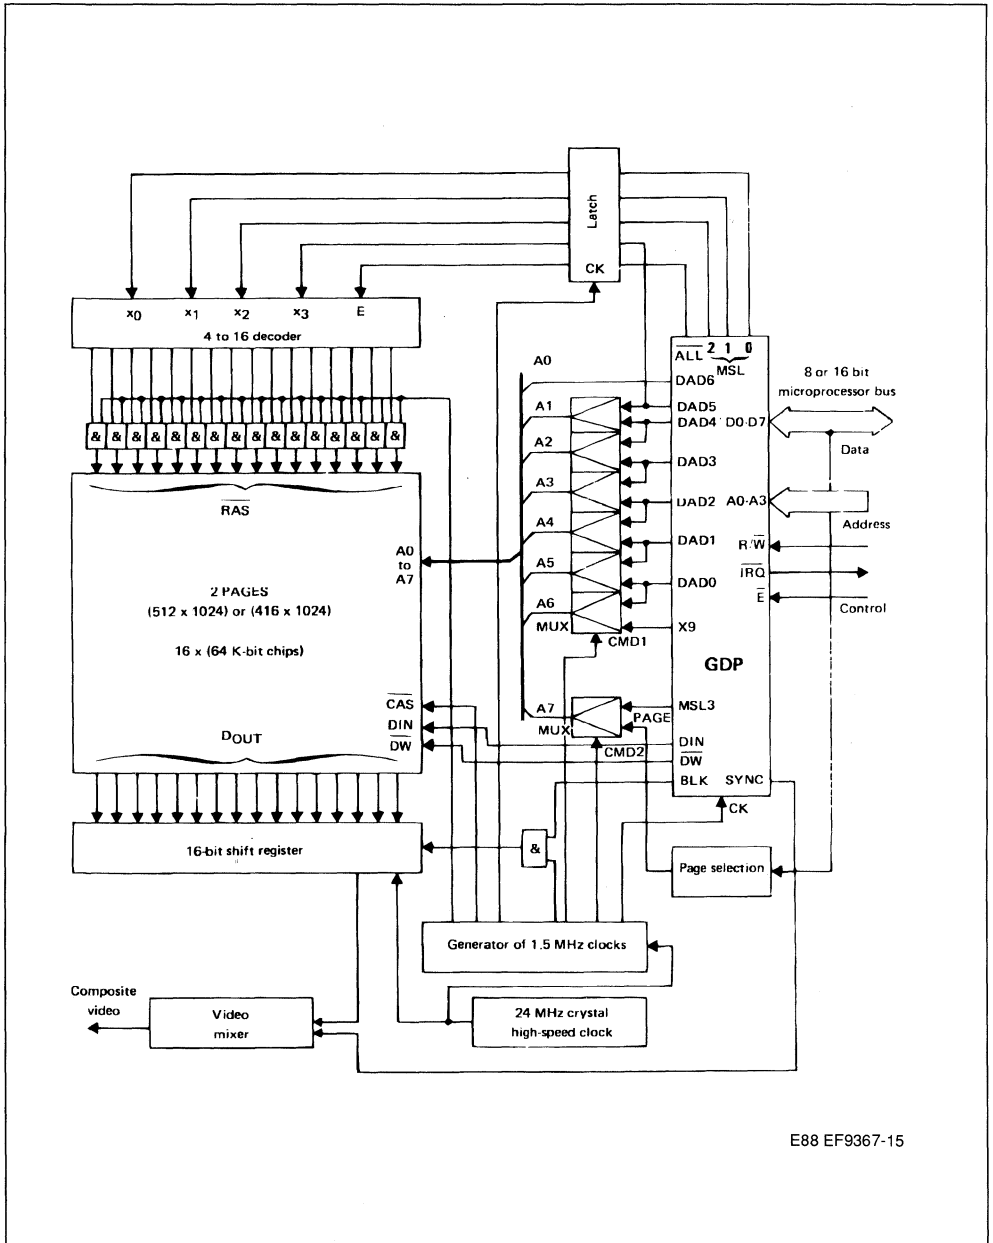 Latch
CK
x0 x1 x2 x3 E
4 to 16 decoder
& & & & & & & & & & & & & & & &
RAS
A0
to
A7
2 PAGES
(512 x 1024) or (416 x 1024)
16 x (64 K-bit chips)
CAS
DIN
DW
DOUT
16-bit shift register
A0
A1
A2
A3
A4
A5
A6
MUX
CMD1
A7
MUX
PAGE
CMD2
ALL 2 1 0
MSL
DAD6
DAD5
DAD4 D0-D7
DAD3
DAD2 A0-A3
DAD1
R/W
IRQ
DAD0
E
X9
GDP
MSL3
DIN
DW
BLK SYNC
CK
8 or 16 bit
microprocessor bus
Data
Address
Control
&
Page selection
Generator of 1.5 MHz clocks
24 MHz crystal
high-speed clock
Composite
video
Video
mixer
E88 EF9367-15